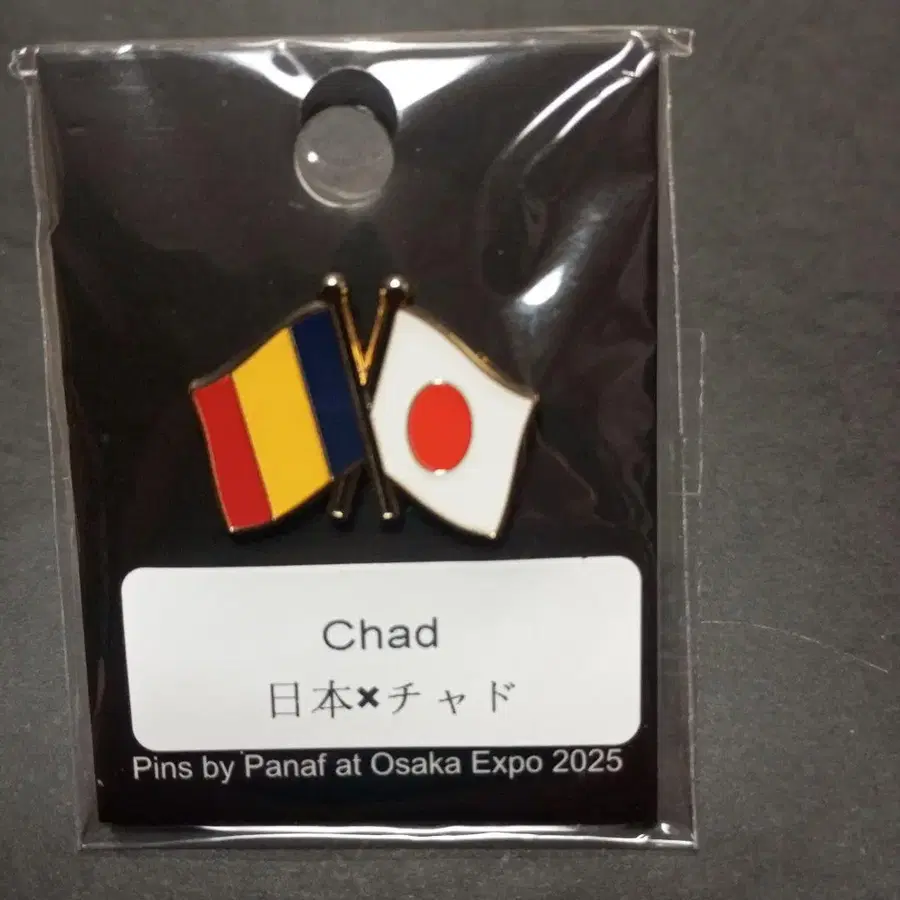 Chad
日本✖チャド
Pins by Panaf at Osaka Expo 2025